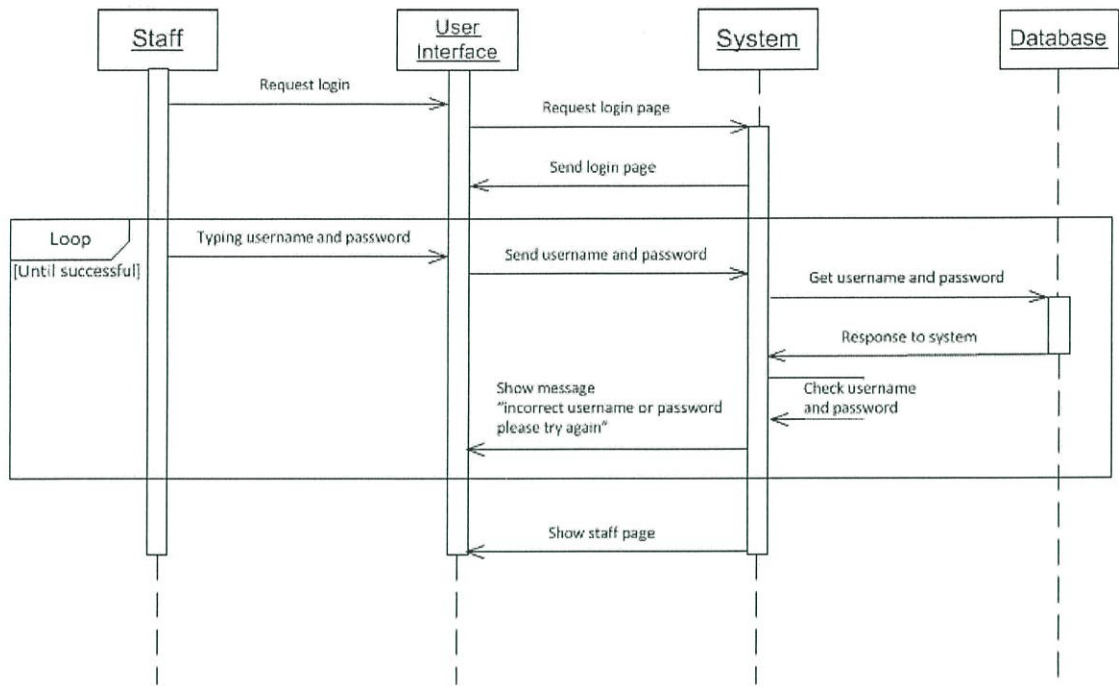 Staff
User
Interface
System
Database
Request login
Request login page
Send login page
Loop
[Until successful]
Typing username and password
Send username and password
Get username and password
Response to system
Check username
and password
Show message
"incorrect username or password
please try again"
Show staff page